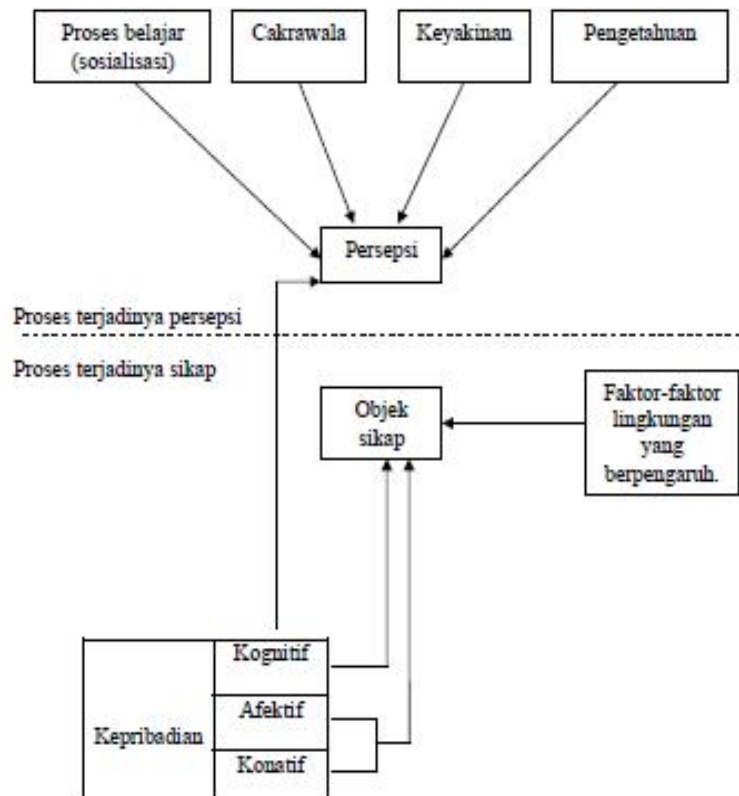 Proses belajar
(sosialisasi)
Cakrawala
Keyakinan
Pengetahuan
Persepsi
Proses terjadinya persepsi
Proses terjadinya sikap
Objek
sikap
Faktor-faktor
lingkungan
yang
berpengaruh.
Kepribadian
Kognitif
Afektif
Konatif